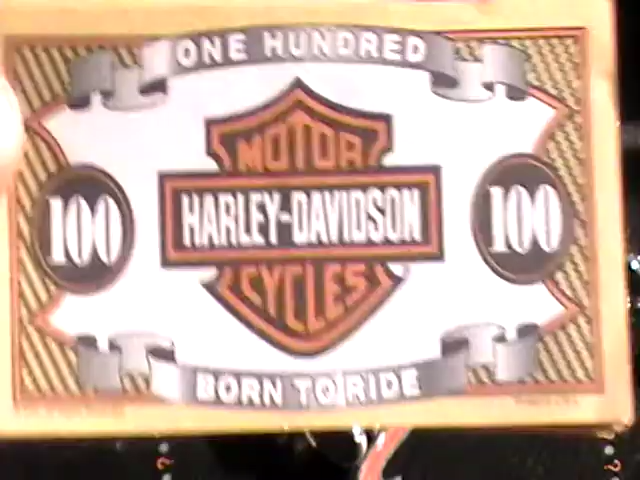 ONE HUNDRED
MOTOR
100 HARLEY-DAVIDSON 100
CYCLES
BORN TO RIDE